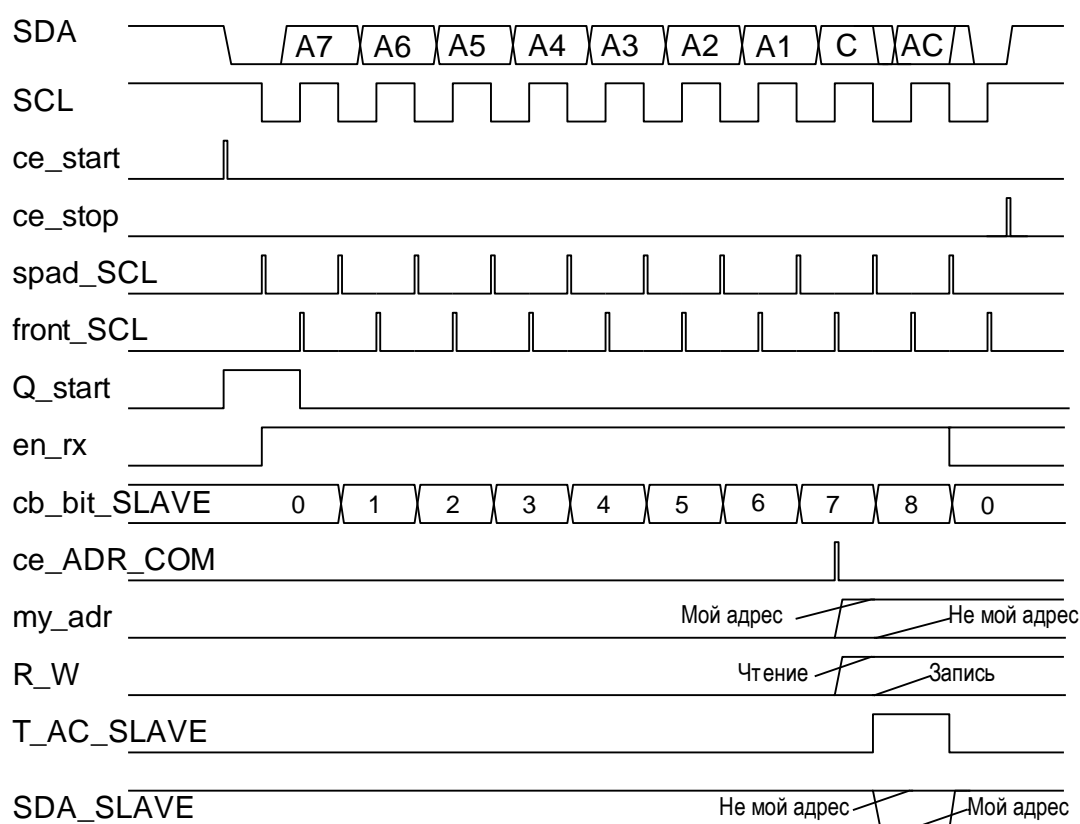 SDA A7 A6 A5 A4 A3 A2 A1 C AC
SCL
ce_start
ce_stop
spad_SCL
front_SCL
Q_start
en_rx
cb_bit_SLAVE 0 1 2 3 4 5 6 7 8 0
ce_ADR_COM
my_adr Мой адрес Не мой адрес
R_W Чтение Запись
T_AC_SLAVE
SDA_SLAVE Не мой адрес Мой адрес